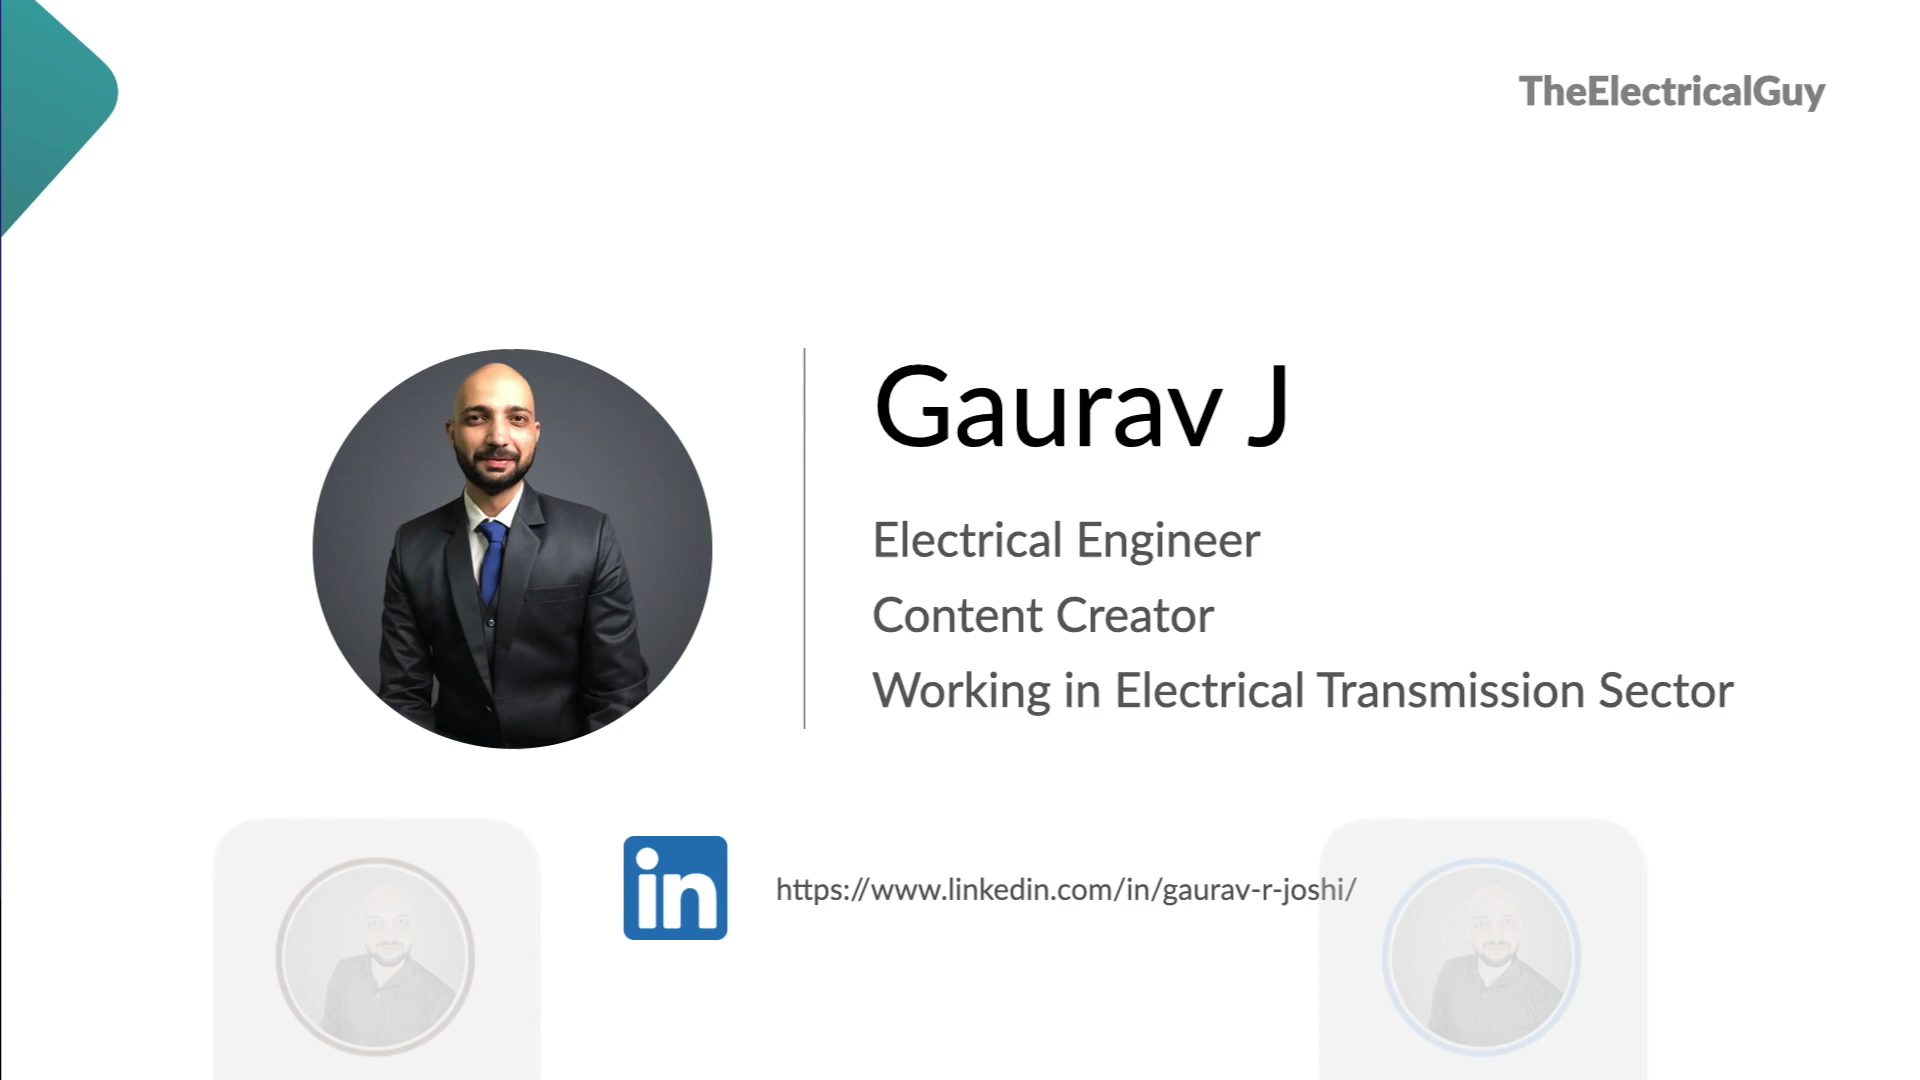 TheElectricalGuy
Gaurav J
Electrical Engineer
Content Creator
Working in Electrical Transmission Sector
in
https://www.linkedin.com/in/gaurav-r-joshi/